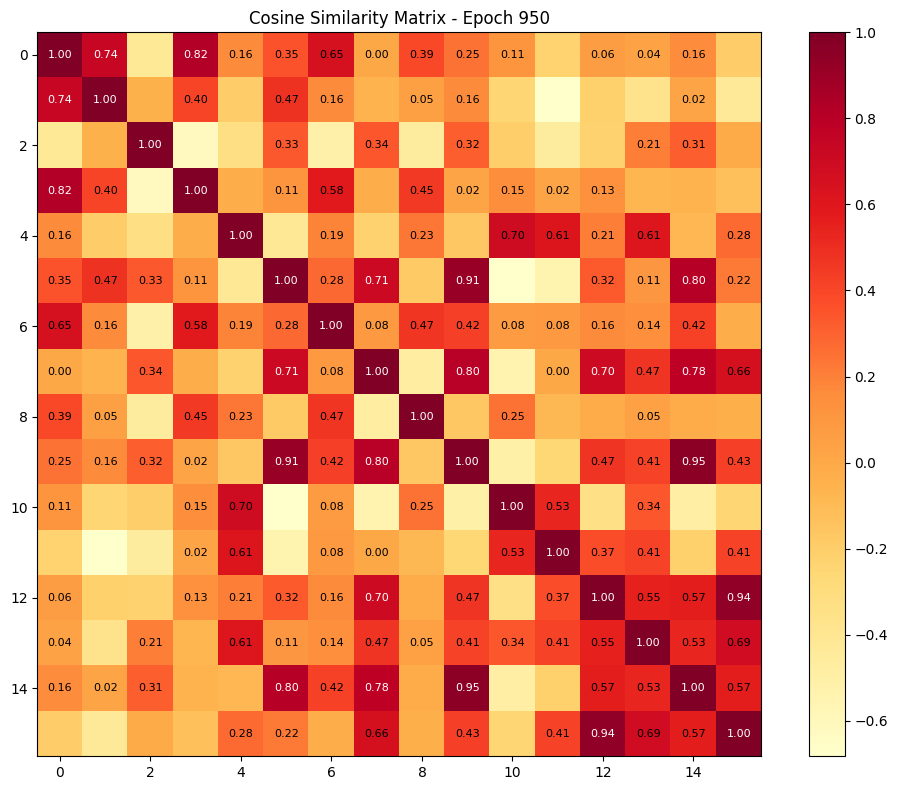 Cosine Similarity Matrix - Epoch 950
0 1.00 0.74 0.82 0.16 0.35 0.65 0.00 0.39 0.25 0.11 0.06 0.04 0.16
0.74 1.00 0.40 0.47 0.16 0.05 0.16 0.02
2 1.00 0.33 0.34 0.32 0.21 0.31
0.82 0.40 1.00 0.11 0.58 0.45 0.02 0.15 0.02 0.13
4 0.16 1.00 0.19 0.23 0.70 0.61 0.21 0.61 0.28
0.35 0.47 0.33 0.11 1.00 0.28 0.71 0.91 0.32 0.11 0.80 0.22
6 0.65 0.16 0.58 0.19 0.28 1.00 0.08 0.47 0.42 0.08 0.08 0.16 0.14 0.42
0.00 0.34 0.71 0.08 1.00 0.80 0.00 0.70 0.47 0.78 0.66
8 0.39 0.05 0.45 0.23 0.47 1.00 0.25 0.05
0.25 0.16 0.32 0.02 0.91 0.42 0.80 1.00 0.47 0.41 0.95 0.43
10 0.11 0.15 0.70 0.08 0.25 1.00 0.53 0.34
0.02 0.61 0.08 0.00 0.53 1.00 0.37 0.41 0.41
12 0.06 0.13 0.21 0.32 0.16 0.70 0.47 0.37 1.00 0.55 0.57 0.94
0.04 0.21 0.61 0.11 0.14 0.47 0.05 0.41 0.34 0.41 0.55 1.00 0.53 0.69
14 0.16 0.02 0.31 0.80 0.42 0.78 0.95 0.57 0.53 1.00 0.57
0.28 0.22 0.66 0.43 0.41 0.94 0.69 0.57 1.00
0 2 4 6 8 10 12 14
1.0
0.8
0.6
0.4
0.2
0.0
−0.2
−0.4
−0.6